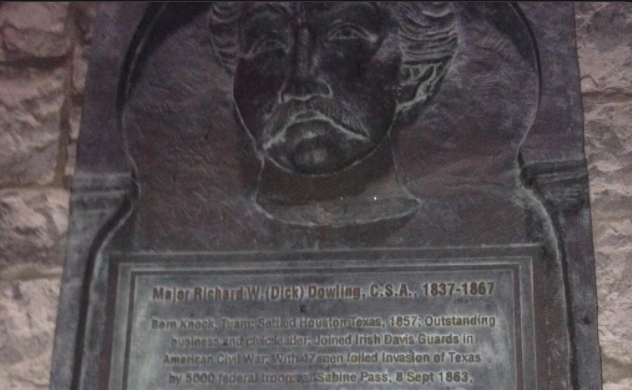 Major Richard W. (Dick) Dowling, C.S.A., 1837-1867
Born Knock, Tuam; Settled Houston Texas, 1857; Outstanding
business and civic leader; Joined Irish Davis Guards in
American Civil War; With 47 men foiled Invasion of Texas
by 5000 federal troops at Sabine Pass, 8 Sept 1863,